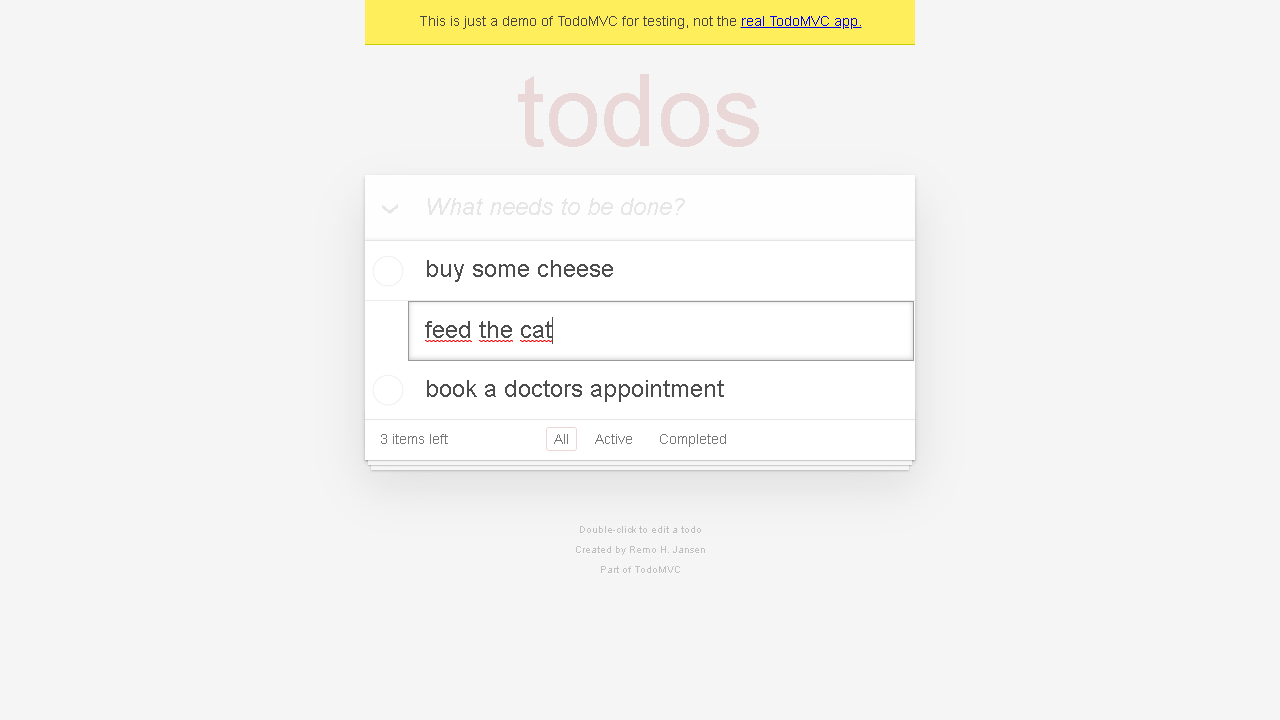 This is just a demo of TodoMVC for testing, not the real TodoMVC app.
todos
What needs to be done?
buy some cheese
feed the cat
book a doctors appointment
3 items left All Active Completed
Double-click to edit a todo
Created by Remo H. Jansen
Part of TodoMVC